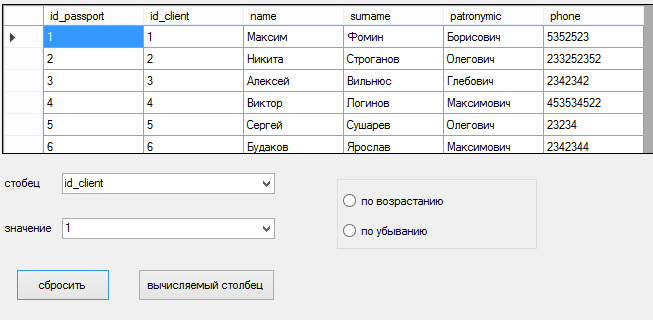 id_passport id_client name surname patronymic phone
1 1 Максим Фомин Борисович 5352523
2 2 Никита Строганов Олегович 233252352
3 3 Алексей Вильнюс Глебович 2342342
4 4 Виктор Логинов Максимович 453534522
5 5 Сергей Сушарев Олегович 23234
6 6 Будаков Ярослав Максимович 2342344
стобец id_client
по возрастанию
значение 1
по убыванию
сбросить вычисляемый столбец